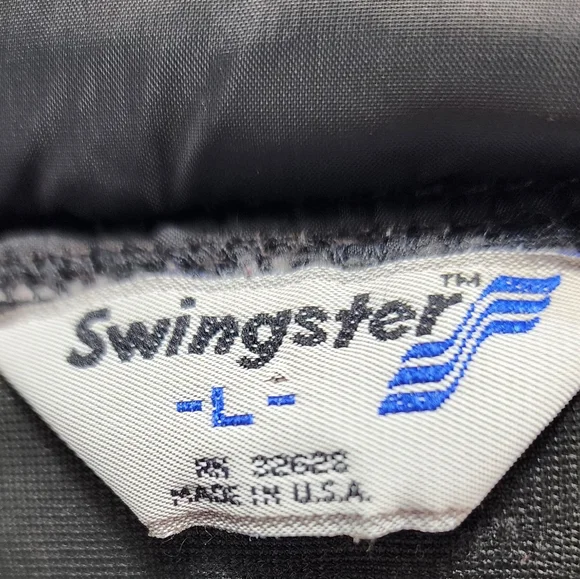 Swingster™
-L-
RN 32628
MADE IN U.S.A.